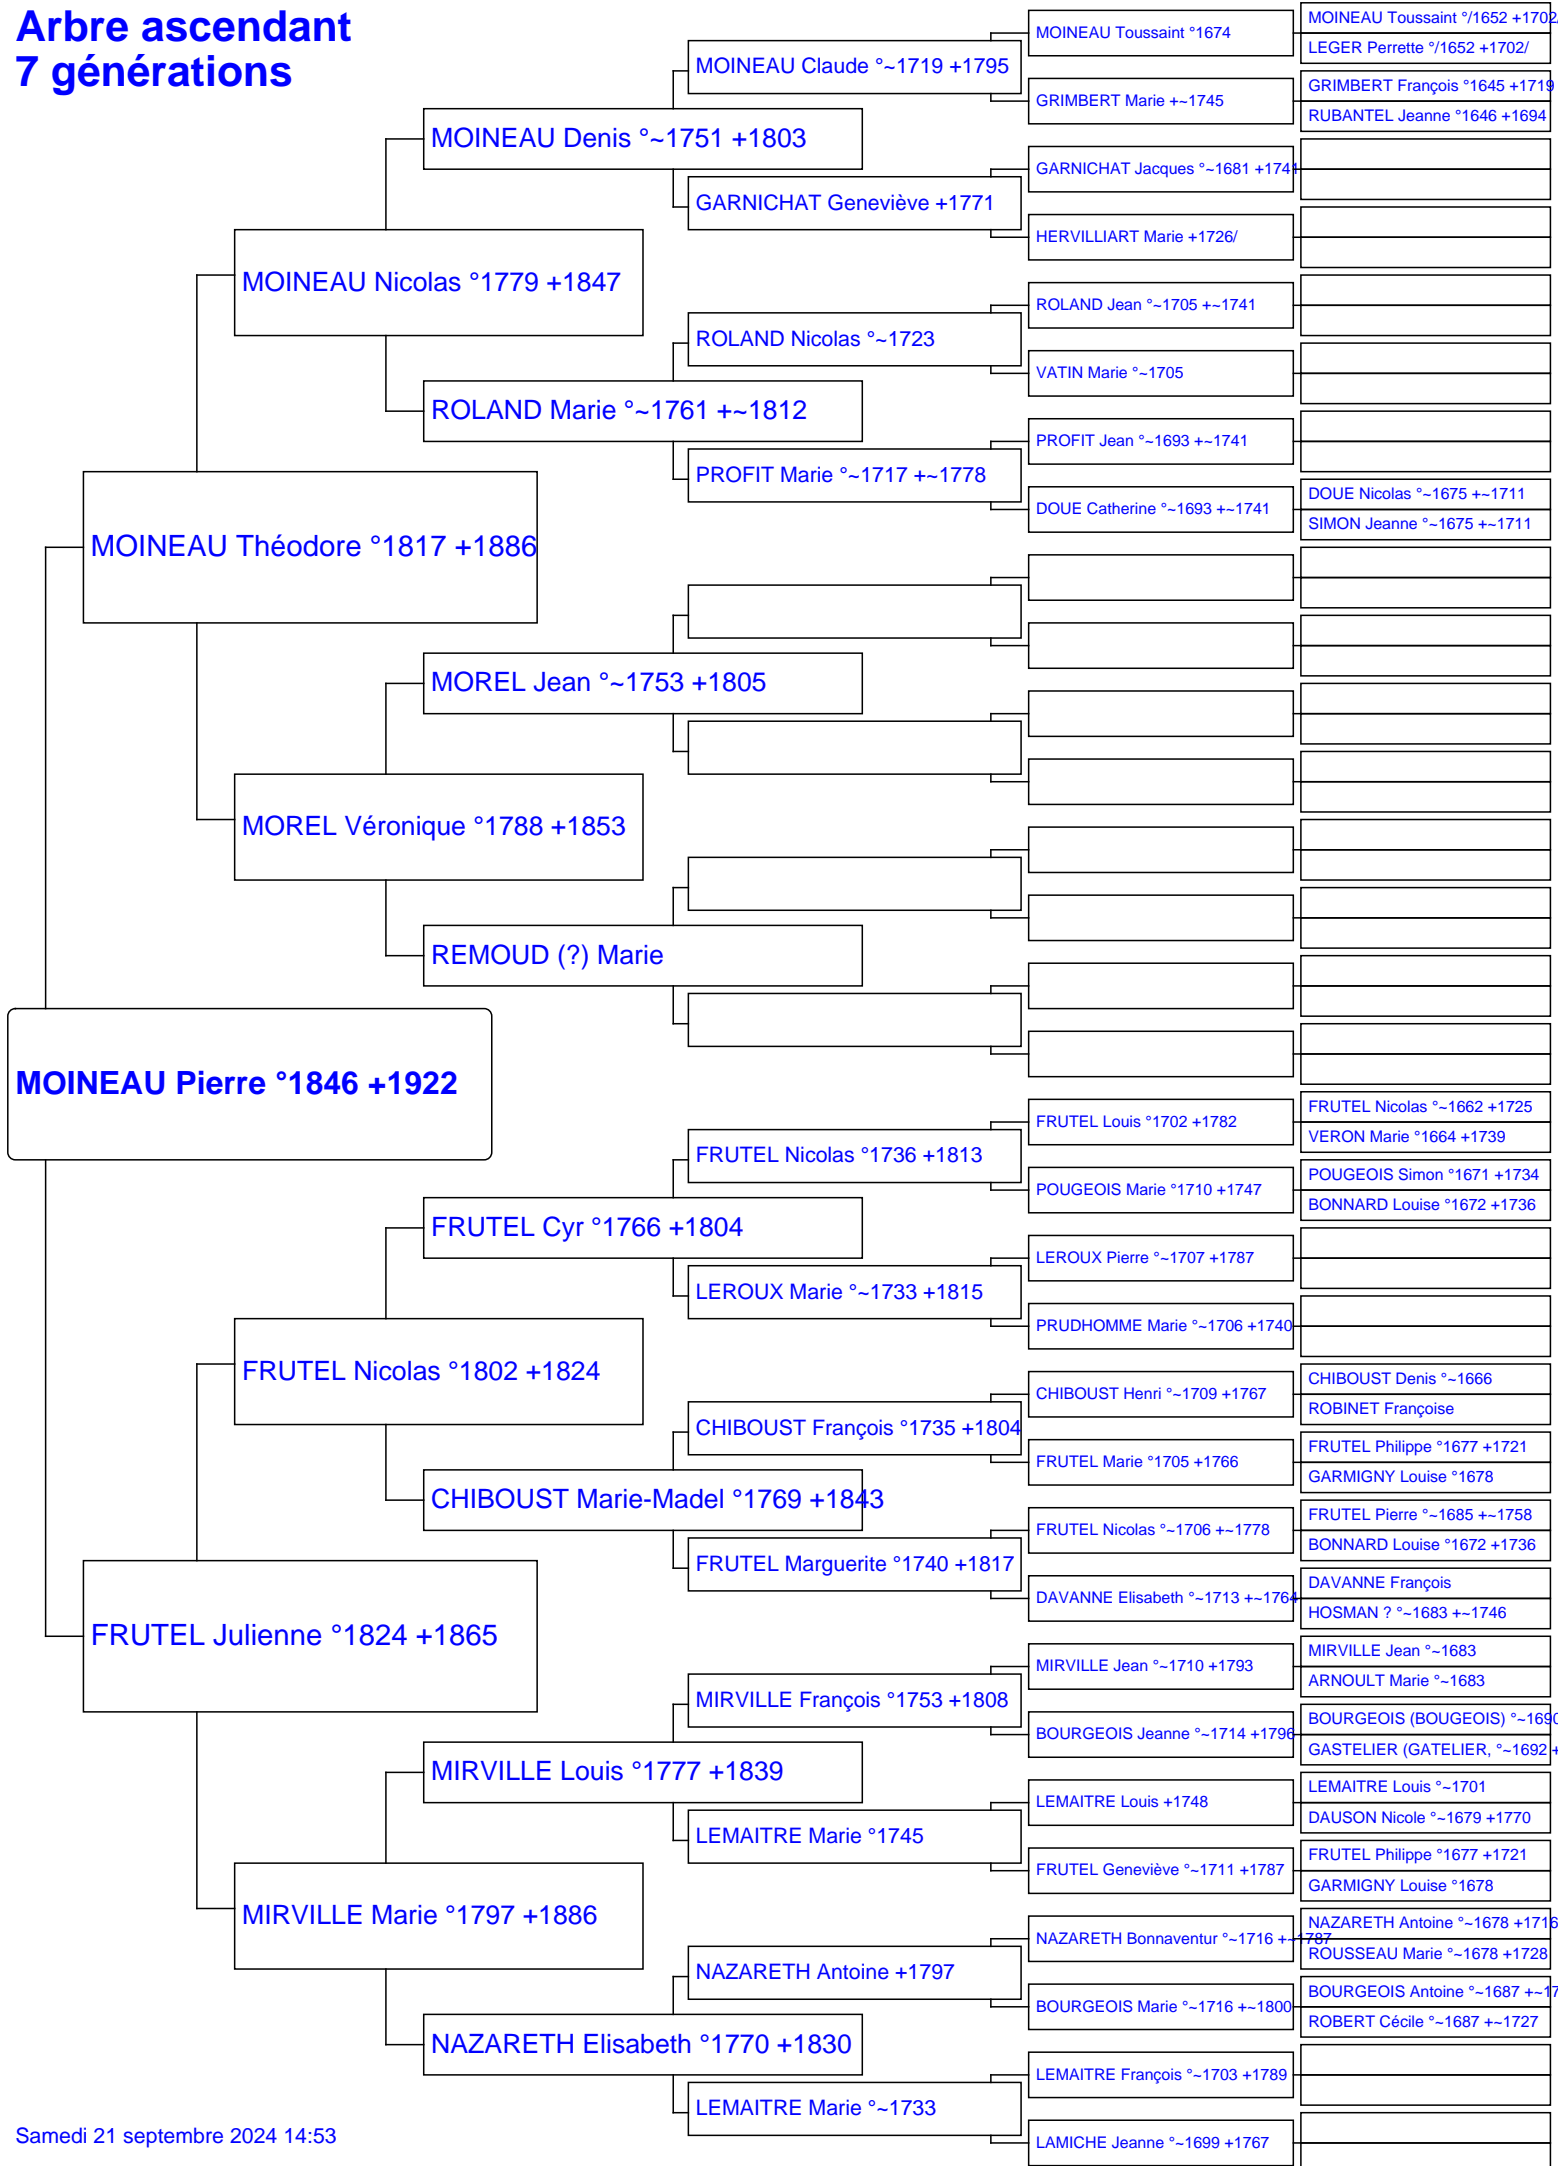 Arbre ascendant
7 générations
MOINEAU Pierre °1846 +1922
MOINEAU Théodore °1817 +1886
FRUTEL Julienne °1824 +1865
MOINEAU Nicolas °1779 +1847
MOREL Véronique °1788 +1853
FRUTEL Nicolas °1802 +1824
MIRVILLE Marie °1797 +1886
MOINEAU Denis °~1751 +1803
ROLAND Marie °~1761 +~1812
MOREL Jean °~1753 +1805
REMOUD (?) Marie
FRUTEL Cyr °1766 +1804
CHIBOUST Marie-Madel °1769 +1843
MIRVILLE Louis °1777 +1839
NAZARETH Elisabeth °1770 +1830
MOINEAU Claude °~1719 +1795
GARNICHAT Geneviève +1771
ROLAND Nicolas °~1723
PROFIT Marie °~1717 +~1778
FRUTEL Nicolas °1736 +1813
LEROUX Marie °~1733 +1815
CHIBOUST François °1735 +1804
FRUTEL Marguerite °1740 +1817
MIRVILLE François °1753 +1808
LEMAITRE Marie °1745
NAZARETH Antoine +1797
LEMAITRE Marie °~1733
MOINEAU Toussaint °1674
GRIMBERT Marie +~1745
GARNICHAT Jacques °~1681 +1741
HERVILLIART Marie +1726/
ROLAND Jean °~1705 +~1741
VATIN Marie °~1705
PROFIT Jean °~1693 +~1741
DOUE Catherine °~1693 +~1741
FRUTEL Louis °1702 +1782
POUGEOIS Marie °1710 +1747
LEROUX Pierre °~1707 +1787
PRUDHOMME Marie °~1706 +1740
CHIBOUST Henri °~1709 +1767
FRUTEL Marie °1705 +1766
FRUTEL Nicolas °~1706 +~1778
DAVANNE Elisabeth °~1713 +~1764
MIRVILLE Jean °~1710 +1793
BOURGEOIS Jeanne °~1714 +1796
LEMAITRE Louis +1748
FRUTEL Geneviève °~1711 +1787
NAZARETH Bonnaventur °~1716 +~1787
BOURGEOIS Marie °~1716 +~1800
LEMAITRE François °~1703 +1789
LAMICHE Jeanne °~1699 +1767
MOINEAU Toussaint °/1652 +1702/
LEGER Perrette °/1652 +1702/
GRIMBERT François °1645 +1719
RUBANTEL Jeanne °1646 +1694
DOUE Nicolas °~1675 +~1711
SIMON Jeanne °~1675 +~1711
FRUTEL Nicolas °~1662 +1725
VERON Marie °1664 +1739
POUGEOIS Simon °1671 +1734
BONNARD Louise °1672 +1736
CHIBOUST Denis °~1666
ROBINET Françoise
FRUTEL Philippe °1677 +1721
GARMIGNY Louise °1678
FRUTEL Pierre °~1685 +~1758
BONNARD Louise °1672 +1736
DAVANNE François
HOSMAN ? °~1683 +~1746
MIRVILLE Jean °~1683
ARNOULT Marie °~1683
BOURGEOIS (BOUGEOIS) °~1690
GASTELIER (GATELIER, °~1692 +
LEMAITRE Louis °~1701
DAUSON Nicole °~1679 +1770
FRUTEL Philippe °1677 +1721
GARMIGNY Louise °1678
NAZARETH Antoine °~1678 +1716
ROUSSEAU Marie °~1678 +1728
BOURGEOIS Antoine °~1687 +~17
ROBERT Cécile °~1687 +~1727
Samedi 21 septembre 2024 14:53